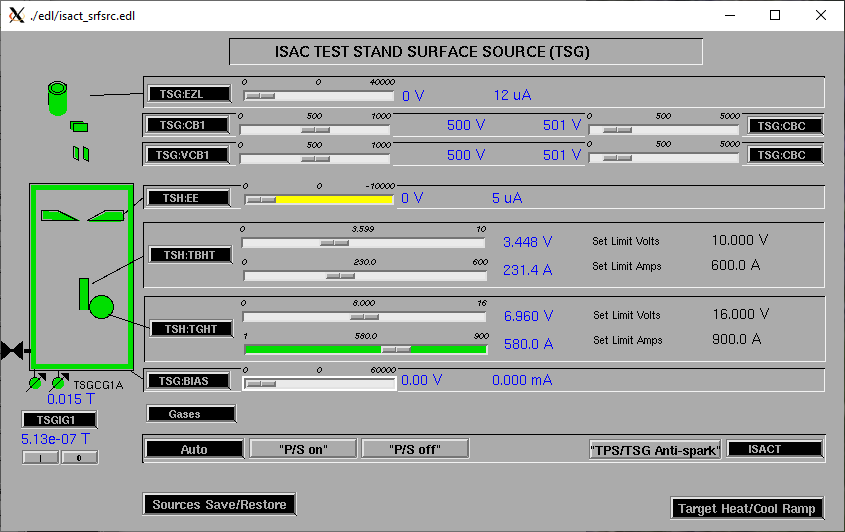 ./edl/isact_srfsrc.edl
ISAC TEST STAND SURFACE SOURCE (TSG)
0 0 40000
TSG:EZL 0 V 12 uA
0 500 1000 0 500 5000
TSG:CB1 500 V 501 V TSG:CBC
0 500 1000 0 500 5000
TSG:VCB1 500 V 501 V TSG:CBC
0 0 -10000
TSH:EE 0 V 5 uA
0 3.599 10
3.448 V Set Limit Volts 10.000 V
TSH:TBHT
0 230.0 600
231.4 A Set Limit Amps 600.0 A
0 6.000 16
6.960 V Set Limit Volts 16.000 V
TSH:TGHT
1 580.0 900
580.0 A Set Limit Amps 900.0 A
0 0 60000
TSG:BIAS 0.00 V 0.000 mA
TSGCG1A
0.015 T
Gases
TSGIG1
5.13e-07 T
I 0
Auto "P/S on" "P/S off" "TPS/TSG Anti-spark" ISACT
Sources Save/Restore
Target Heat/Cool Ramp